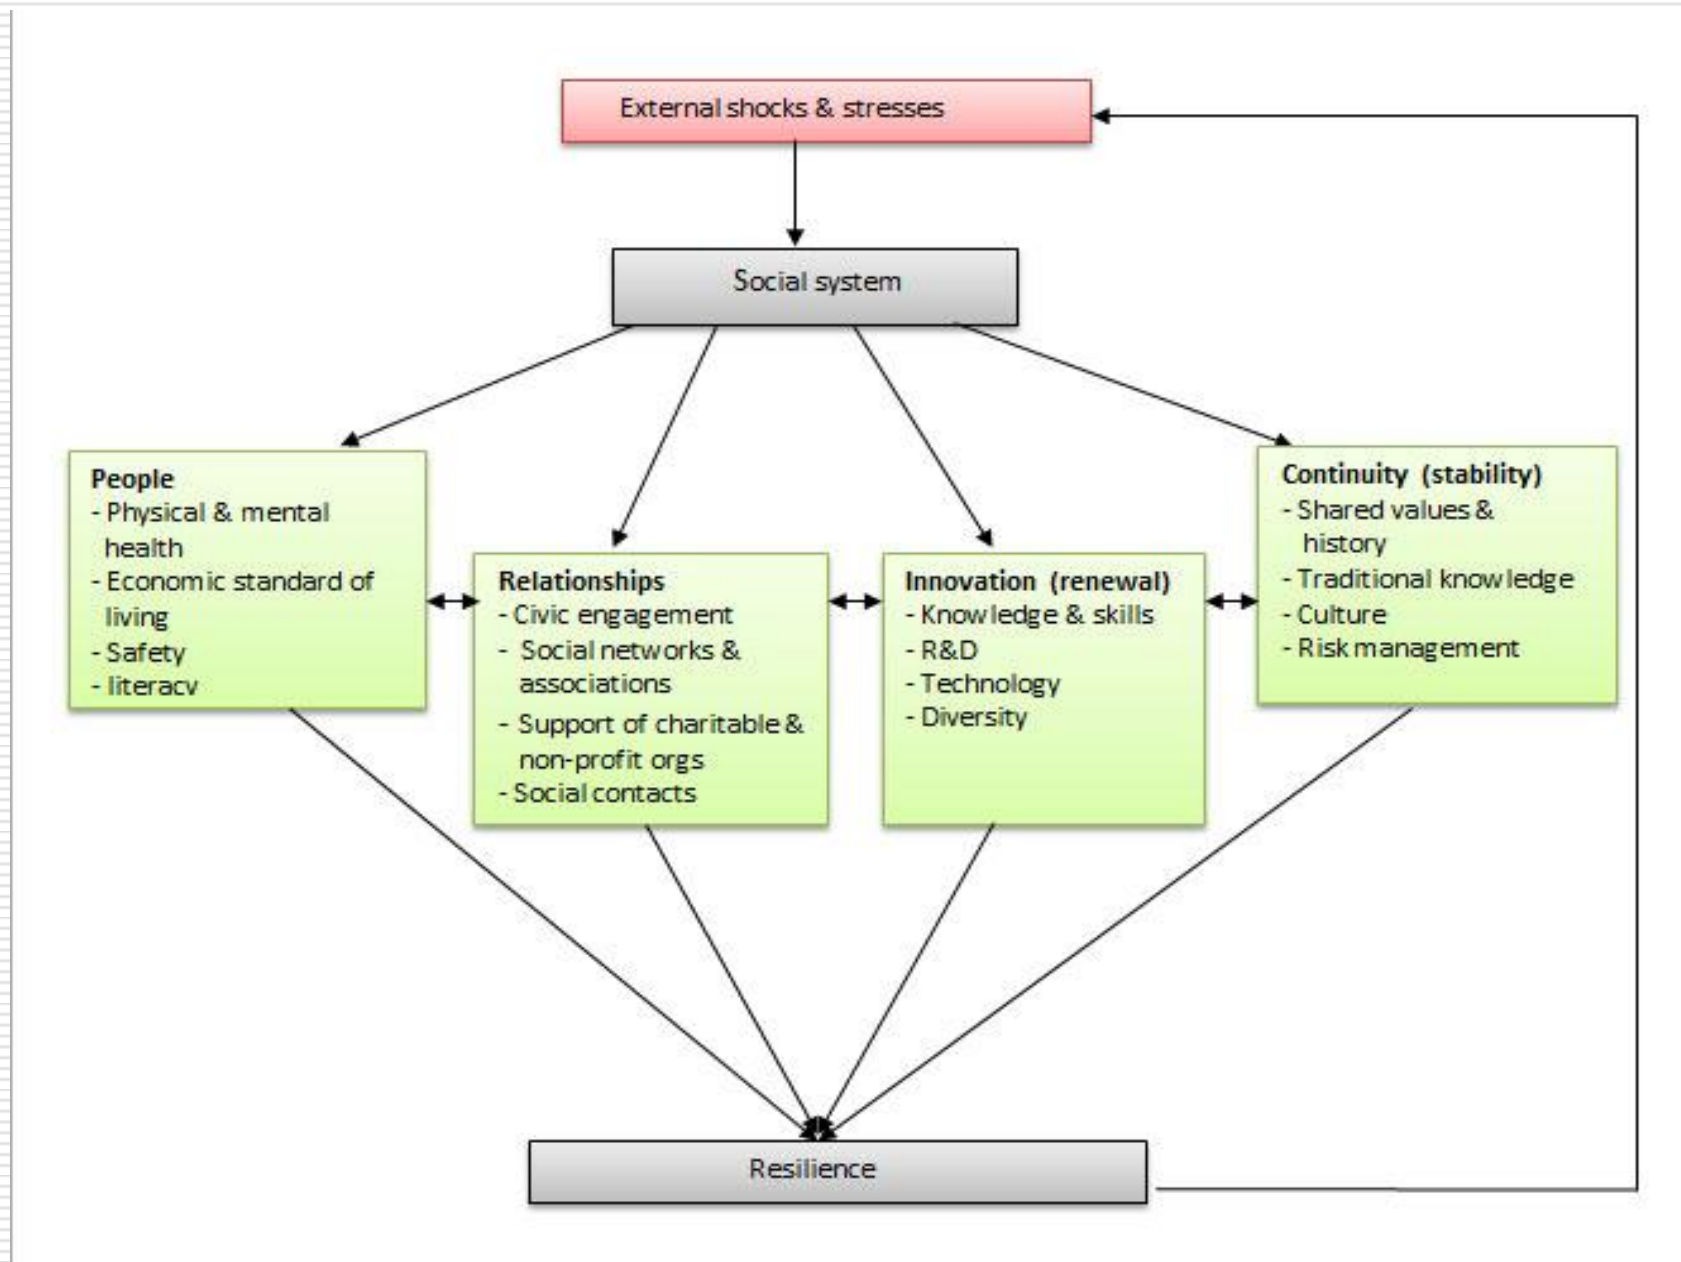 External shocks & stresses
Social system
People
- Physical & mental
health
- Economic standard of
living
- Safety
- literacy
Relationships
- Civic engagement
- Social networks &
associations
- Support of charitable &
non-profit orgs
- Social contacts
Innovation (renewal)
- Knowledge & skills
- R&D
- Technology
- Diversity
Continuity (stability)
- Shared values &
history
- Traditional knowledge
- Culture
- Risk management
Resilience